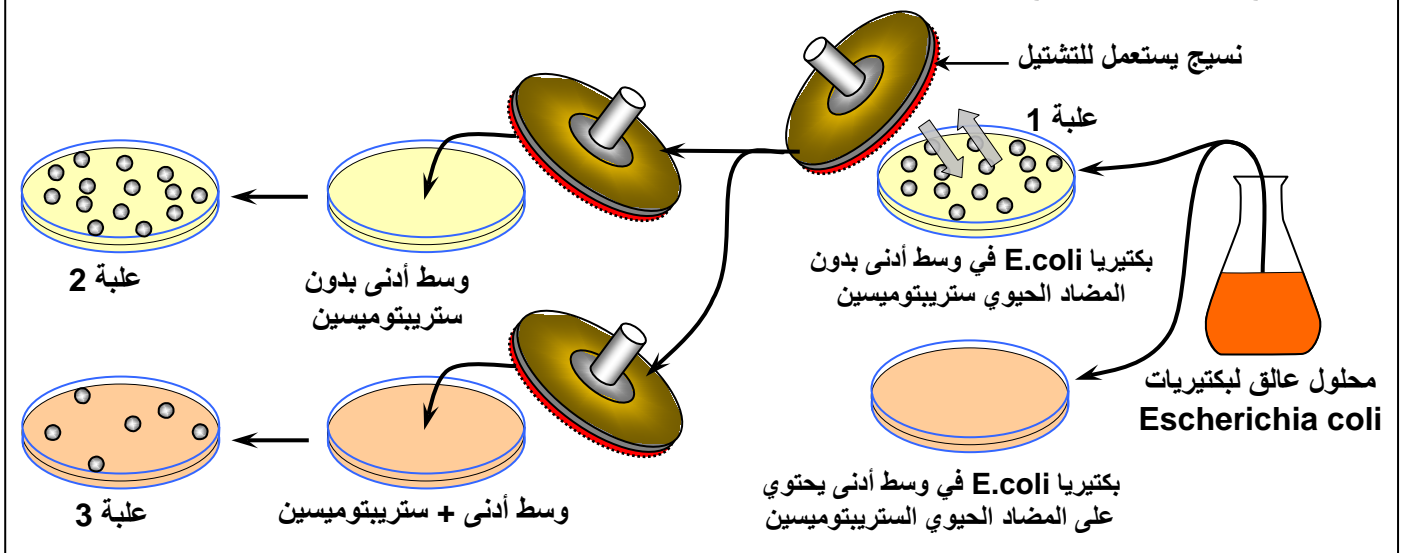 نسيج يستعمل للتشتيل
علبة 1
بكتيريا E.coli في وسط أدنى بدون
المضاد الحيوي ستريبتوميسين
محلول عالق لبكتيريات
Escherichia coli
بكتيريا E.coli في وسط أدنى يحتوي
على المضاد الحيوي الستريبتوميسين
وسط أدنى بدون
ستريبتوميسين
علبة 2
وسط أدنى + ستريبتوميسين
علبة 3